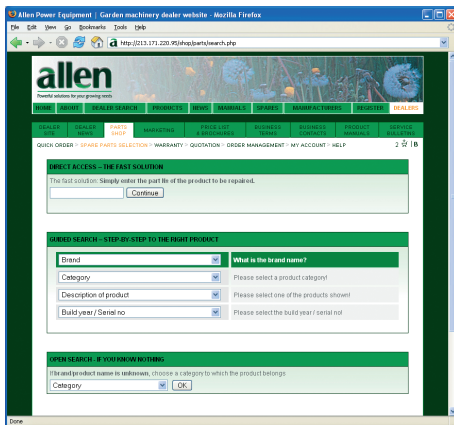 Allen Power Equipment | Garden machinery dealer website - Mozilla Firefox
File Edit View Go Bookmarks Tools Help
http://213.171.220.95/shop/parts/search.php
allen
Powerful solutions for your growing needs
HOME ABOUT DEALER SEARCH PRODUCTS NEWS MANUALS SPARES MANUFACTURERS REGISTER DEALERS
DEALER SITE DEALER NEWS PARTS SHOP MARKETING PRICE LIST & BROCHURES BUSINESS TERMS BUSINESS CONTACTS PRODUCT MANUALS SERVICE BULLETINS
QUICK ORDER > SPARE PARTS SELECTION > WARRANTY > QUOTATION > ORDER MANAGEMENT > MY ACCOUNT > HELP
DIRECT ACCESS – THE FAST SOLUTION
The fast solution: Simply enter the part № of the product to be repaired.
Continue
GUIDED SEARCH – STEP-BY-STEP TO THE RIGHT PRODUCT
Brand What is the brand name?
Category Please select a product category!
Description of product Please select one of the products shown!
Build year / Serial no Please select the build year / serial no!
OPEN SEARCH - IF YOU KNOW NOTHING
If brand/product name is unknown, choose a category to which the product belongs
Category OK
Done